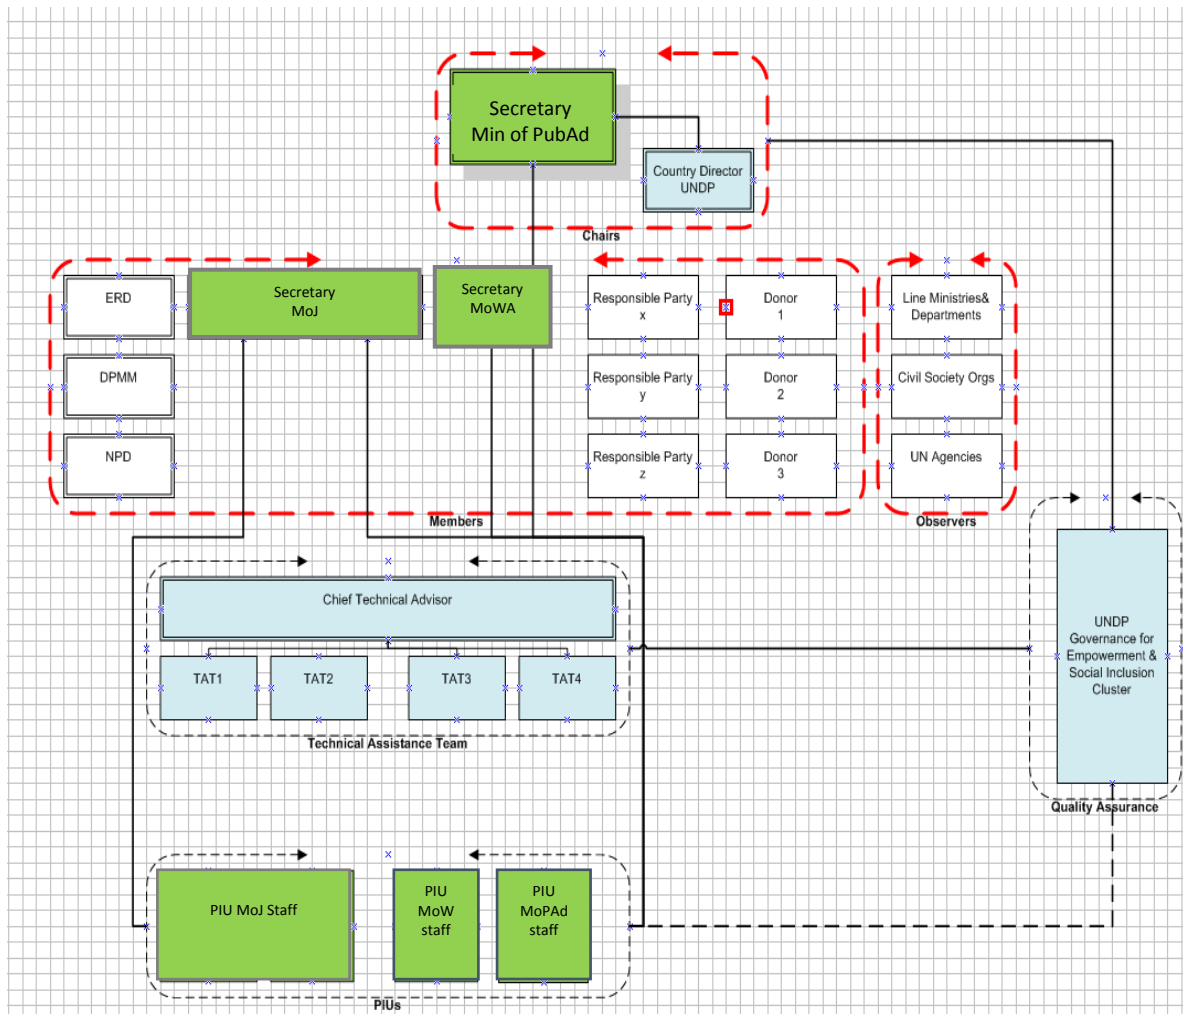 Secretary
Min of PubAd
Country Director
UNDP
Chairs
ERD
Secretary
MoJ
Secretary
MoWA
Responsible Party
x
Donor
1
Line Ministries&
Departments
DPMM
Responsible Party
y
Donor
2
Civil Society Orgs
NPD
Responsible Party
z
Donor
3
UN Agencies
Members
Observers
Chief Technical Advisor
TAT1
TAT2
TAT3
TAT4
Technical Assistance Team
UNDP
Governance for
Empowerment &
Social Inclusion
Cluster
Quality Assurance
PIU MoJ Staff
PIU
MoW
staff
PIU
MoPAd
staff
PIUs